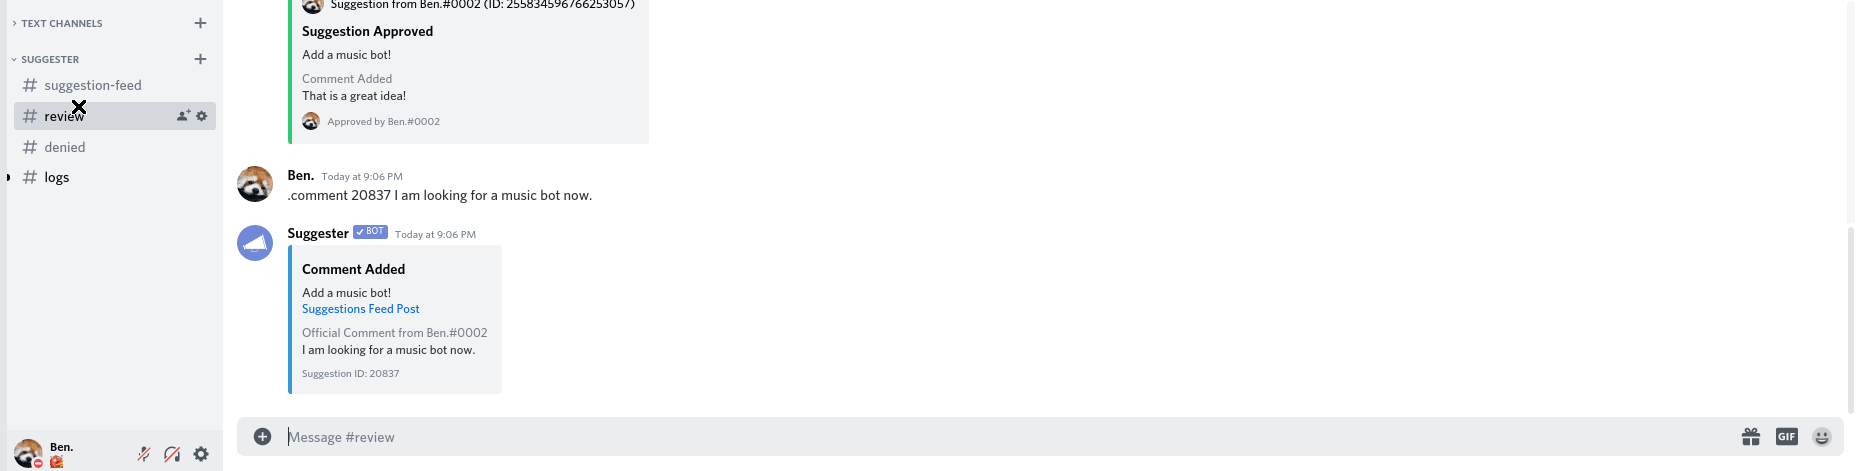 TEXT CHANNELS
SUGGESTER
suggestion-feed
review
denied
logs
Ben.
Suggestion from Ben.#0002 (ID: 255834596766253057)
Suggestion Approved
Add a music bot!
Comment Added
That is a great idea!
Approved by Ben.#0002
Ben. Today at 9:06 PM
.comment 20837 I am looking for a music bot now.
Suggester BOT Today at 9:06 PM
Comment Added
Add a music bot!
Suggestions Feed Post
Official Comment from Ben.#0002
I am looking for a music bot now.
Suggestion ID: 20837
Message #review
GIF